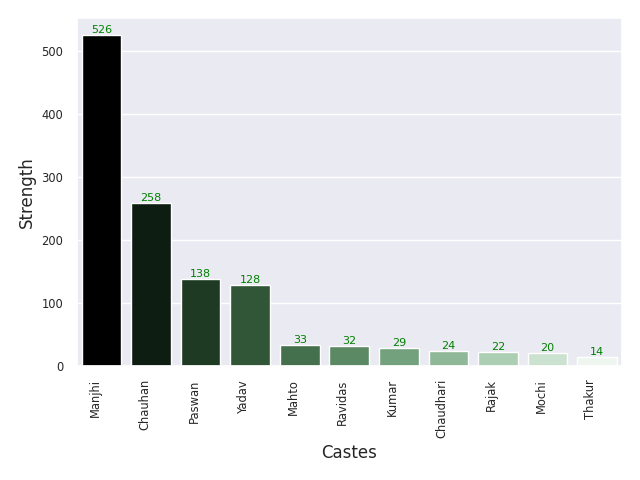 526
500
400
300
258
200
138
128
100
33
32
29
24
22
20
14
0
Strength
Manjhi
Chauhan
Paswan
Yadav
Mahto
Ravidas
Kumar
Chaudhari
Rajak
Mochi
Thakur
Castes